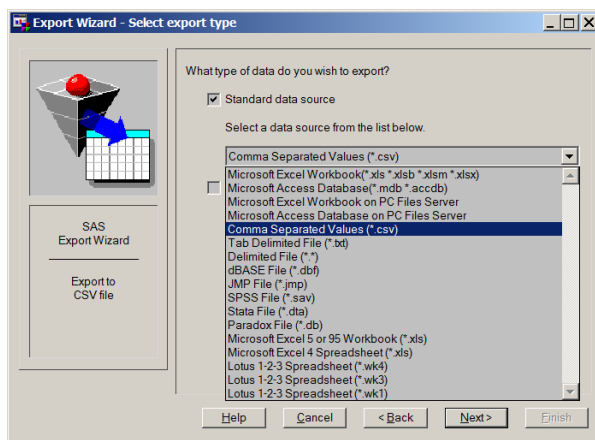 Export Wizard - Select export type
What type of data do you wish to export?
Standard data source
Select a data source from the list below.
Comma Separated Values (*.csv)
Microsoft Excel Workbook(*.xls *.xlsb *.xlsm *.xlsx)
Microsoft Access Database(*.mdb *.accdb)
Microsoft Excel Workbook on PC Files Server
Microsoft Access Database on PC Files Server
Comma Separated Values (*.csv)
Tab Delimited File (*.txt)
Delimited File (*.*)
dBASE File (*.dbf)
JMP File (*.jmp)
SPSS File (*.sav)
Stata File (*.dta)
Paradox File (*.db)
Microsoft Excel 5 or 95 Workbook (*.xls)
Microsoft Excel 4 Spreadsheet (*.xls)
Lotus 1-2-3 Spreadsheet (*.wk4)
Lotus 1-2-3 Spreadsheet (*.wk3)
Lotus 1-2-3 Spreadsheet (*.wk1)
SAS
Export Wizard
Export to
CSV file
Help Cancel < Back Next > Finish